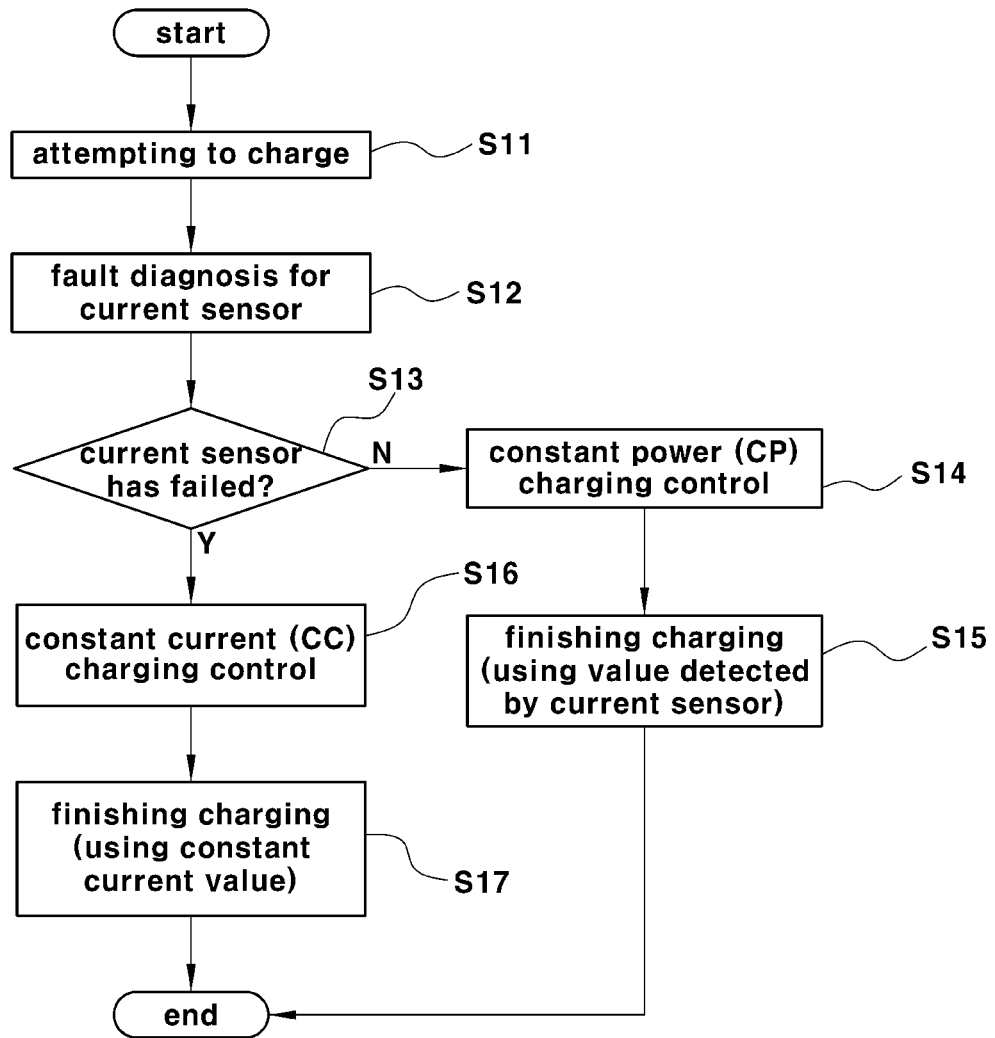 start
attempting to charge
S11
fault diagnosis for
current sensor
S12
S13
current sensor
has failed?
N
Y
constant power (CP)
charging control
S14
finishing charging
(using value detected
by current sensor)
S15
S16
constant current (CC)
charging control
finishing charging
(using constant
current value)
S17
end